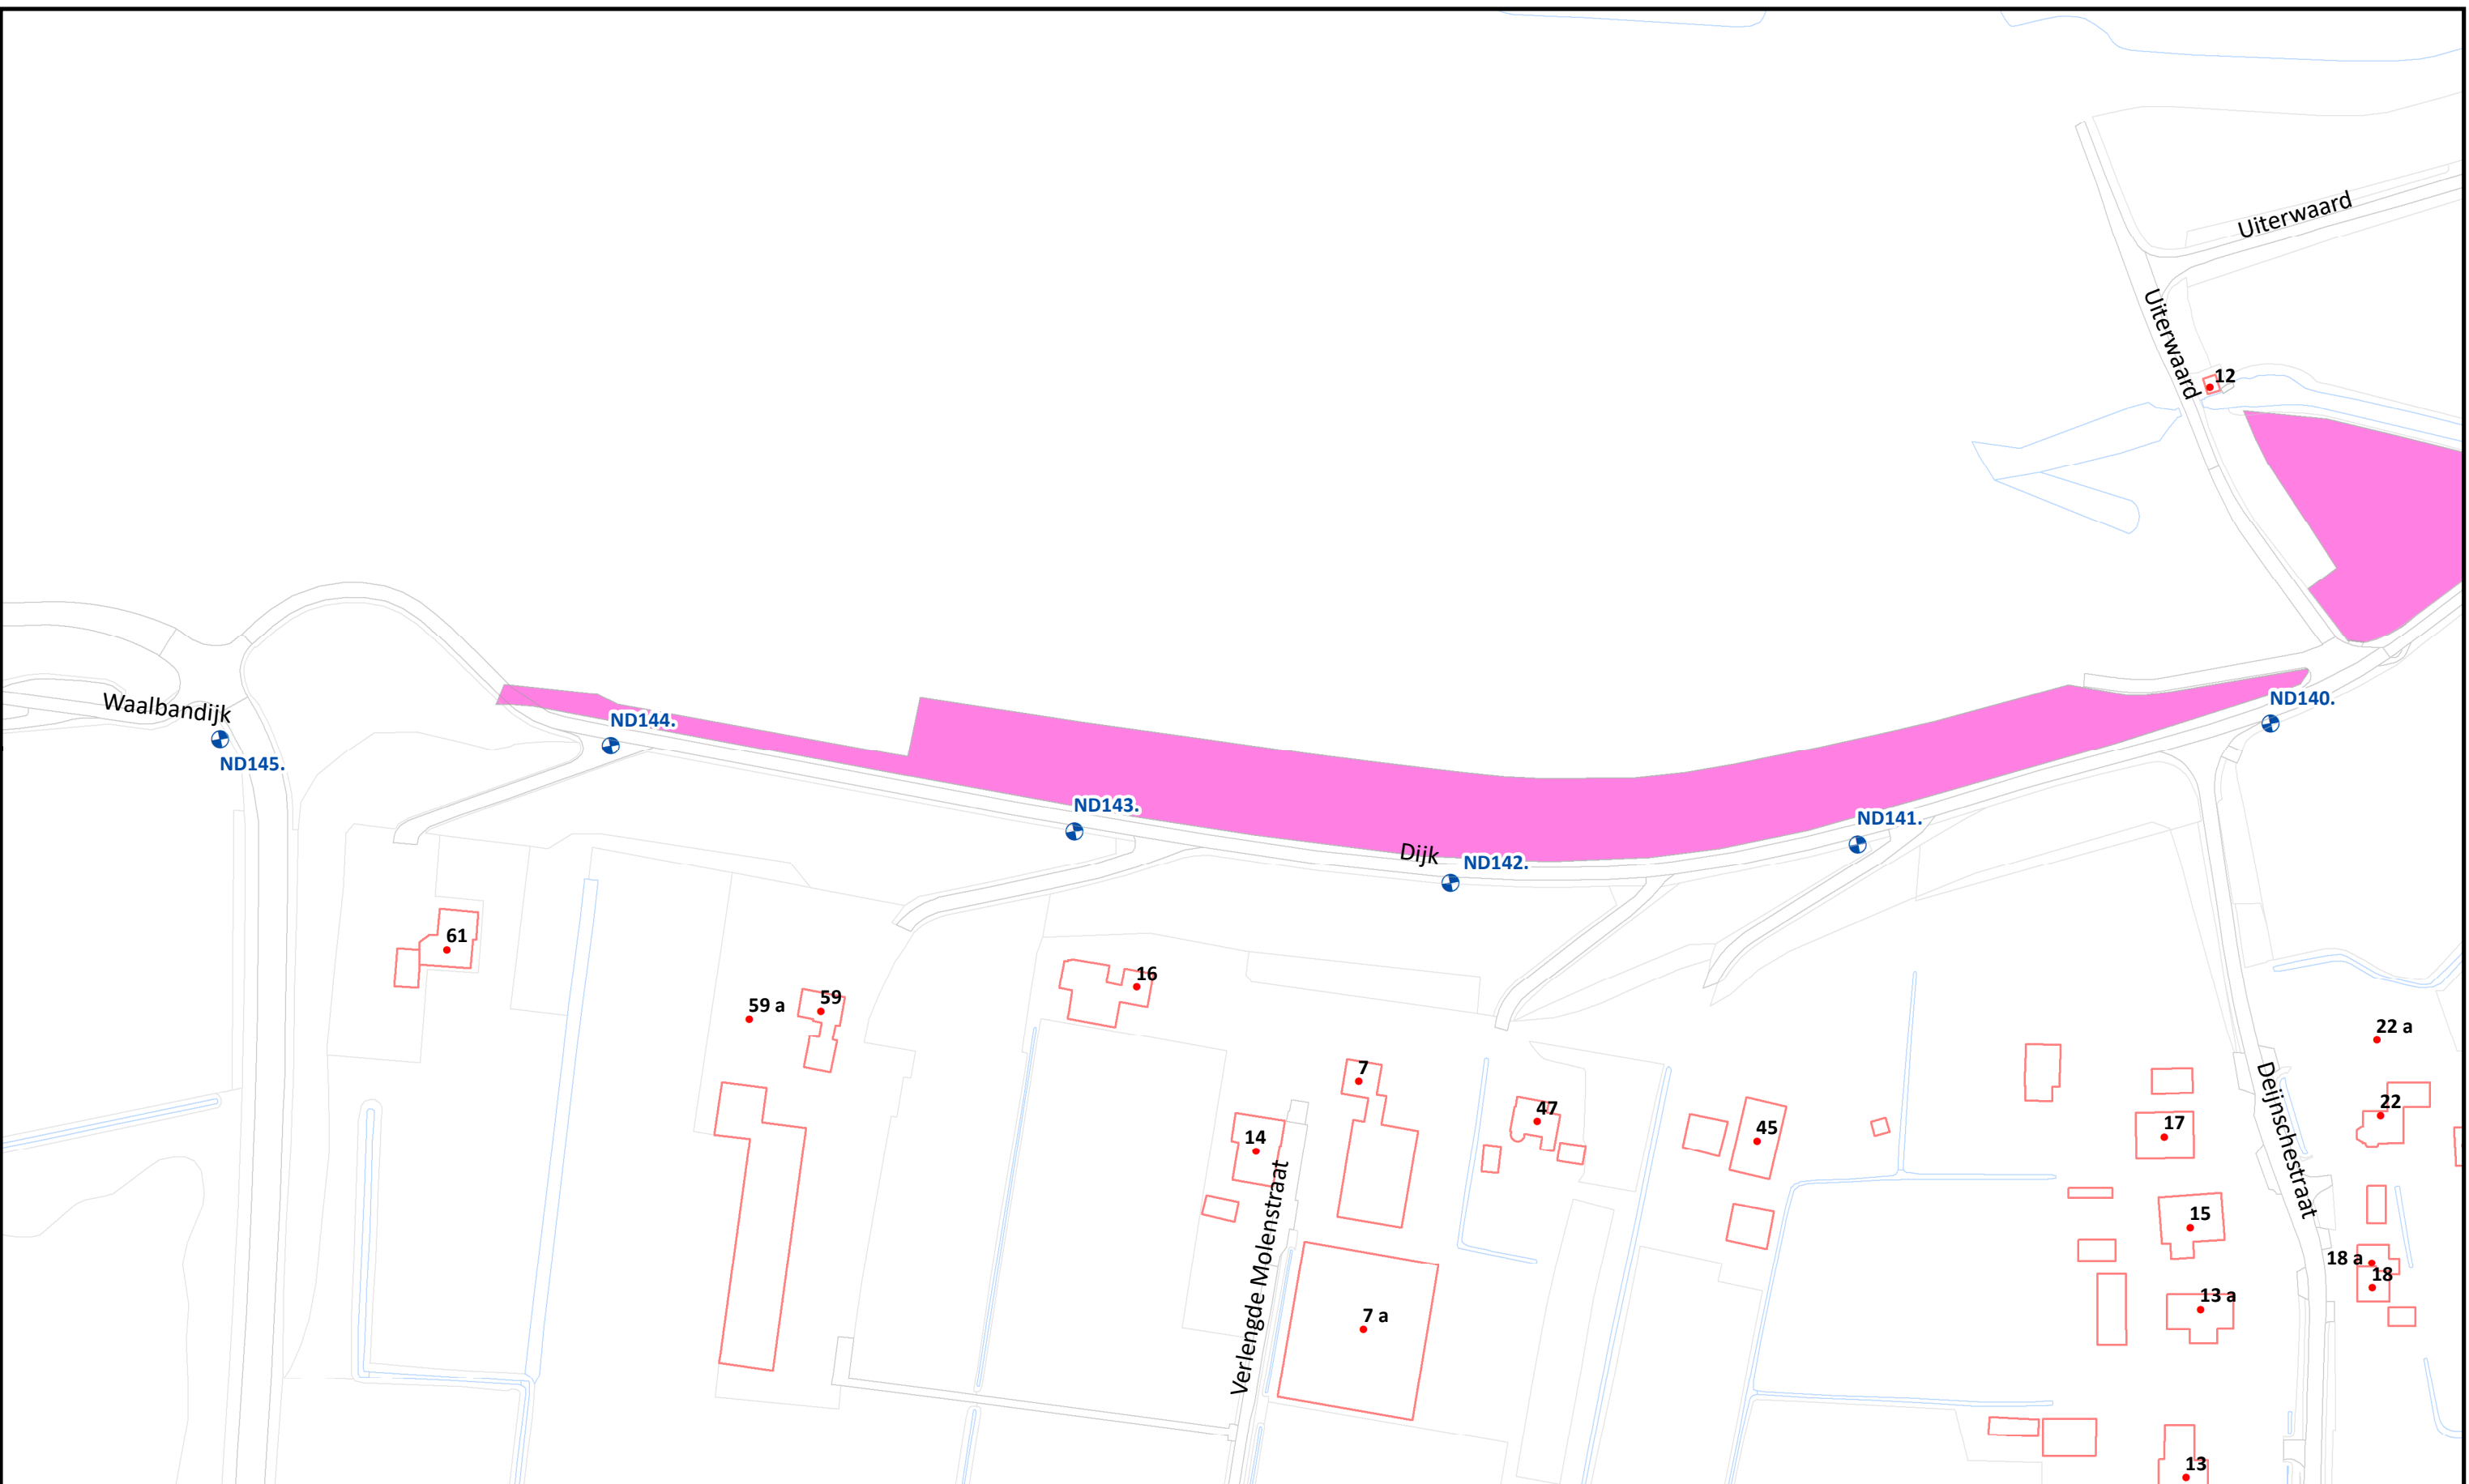 Uiterwaard
Uiterwaard
12
Waalbandijk
ND145.
ND144.
ND143.
ND142.
ND141.
ND140.
Dijk
61
59 a
59
16
7
14
47
45
7 a
Verlengde Molenstraat
22 a
22
17
15
Deijnschestraat
18 a
18
13 a
13